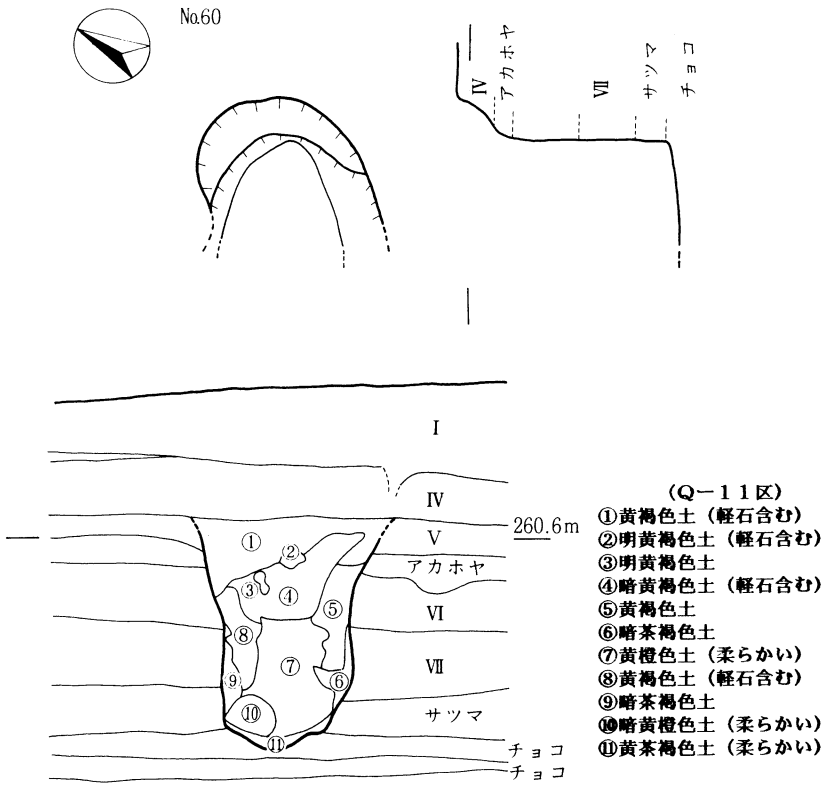 No.60
Ⅳ
アカホヤ
Ⅶ
サツマ
チョコ
Ⅰ
Ⅳ
260.6m
Ⅴ
アカホヤ
Ⅵ
Ⅶ
サツマ
チョコ
チョコ
①
②
③
④
⑤
⑥
⑦
⑧
⑨
⑩
⑪
(Q-11区)
①黄褐色土(軽石含む)
②明黄褐色土(軽石含む)
③明黄褐色土
④暗黄褐色土(軽石含む)
⑤黄褐色土
⑥暗茶褐色土
⑦黄橙色土(柔らかい)
⑧黄褐色土(軽石含む)
⑨暗茶褐色土
⑩暗黄橙色土(柔らかい)
⑪黄茶褐色土(柔らかい)